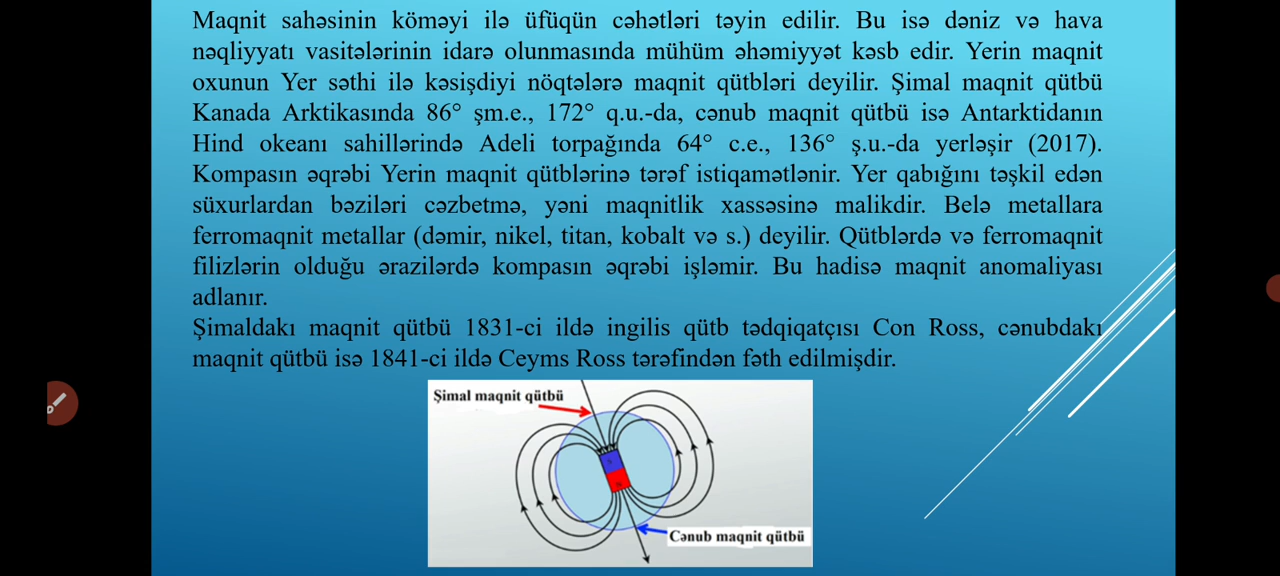 Maqnit sahəsinin köməyi ilə üfüqün cəhətləri təyin edilir. Bu isə dəniz və hava
nəqliyyatı vasitələrinin idarə olunmasında mühüm əhəmiyyət kəsb edir. Yerin maqnit
oxunun Yer səthi ilə kəsişdiyi nöqtələrə maqnit qütbləri deyilir. Şimal maqnit qütbü
Kanada Arktikasında 86° şm.e., 172° q.u.-da, cənub maqnit qütbü isə Antarktidanın
Hind okeanı sahillərində Adeli torpağında 64° c.e., 136° ş.u.-da yerləşir (2017).
Kompasın əqrəbi Yerin maqnit qütblərinə tərəf istiqamətlənir. Yer qabığını təşkil edən
süxurlardan bəziləri cəzbetmə, yəni maqnitlik xassəsinə malikdir. Belə metallara
ferromaqnit metallar (dəmir, nikel, titan, kobalt və s.) deyilir. Qütblərdə və ferromaqnit
filizlərin olduğu ərazilərdə kompasın əqrəbi işləmir. Bu hadisə maqnit anomaliyası
adlanır.
Şimaldakı maqnit qütbü 1831-ci ildə ingilis qütb tədqiqatçısı Con Ross, cənubdakı
maqnit qütbü isə 1841-ci ildə Ceyms Ross tərəfindən fəth edilmişdir.
Şimal maqnit qütbü
Cənub maqnit qütbü